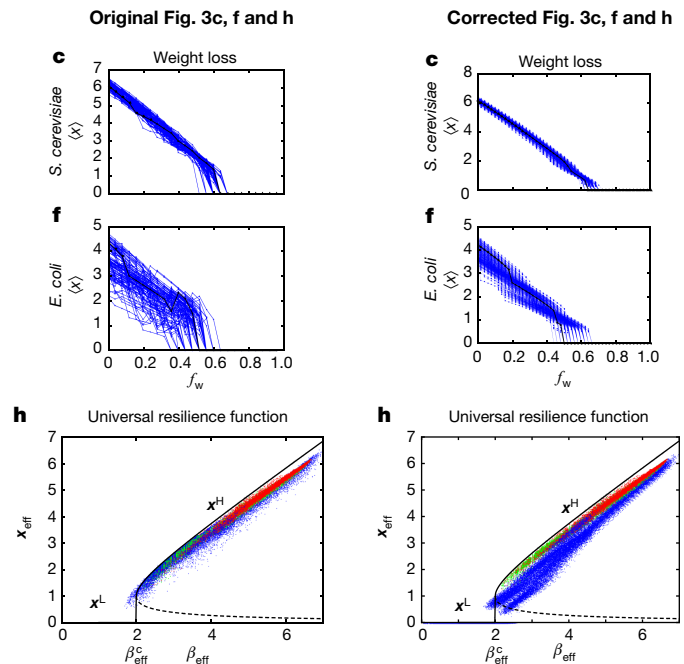 Original Fig. 3c, f and h
Corrected Fig. 3c, f and h
c
Weight loss
7
6
5
4
3
2
1
0
S. cerevisiae
⟨x⟩
f
5
4
3
2
1
0
E. coli
⟨x⟩
0 0.2 0.4 0.6 0.8 1.0
f_w
c
Weight loss
8
6
4
2
0
S. cerevisiae
⟨x⟩
f
5
4
3
2
1
0
E. coli
⟨x⟩
0 0.2 0.4 0.6 0.8 1.0
f_w
h
Universal resilience function
7
6
5
4
3
2
1
0
x_eff
x^H
x^L
0 2 4 6
β^c_eff β_eff
h
Universal resilience function
7
6
5
4
3
2
1
0
x_eff
x^H
x^L
0 2 4 6
β^c_eff β_eff